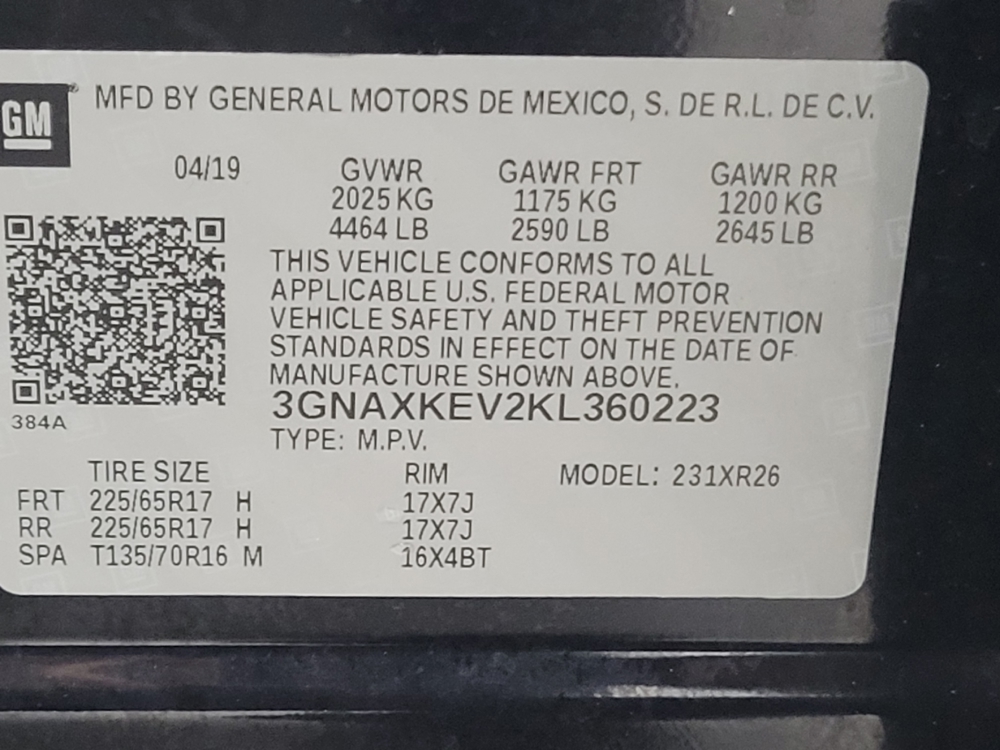 GM
MFD BY GENERAL MOTORS DE MEXICO, S. DE R.L. DE C.V.
04/19 GVWR GAWR FRT GAWR RR
2025 KG 1175 KG 1200 KG
4464 LB 2590 LB 2645 LB
THIS VEHICLE CONFORMS TO ALL
APPLICABLE U.S. FEDERAL MOTOR
VEHICLE SAFETY AND THEFT PREVENTION
STANDARDS IN EFFECT ON THE DATE OF
MANUFACTURE SHOWN ABOVE.
3GNAXKEV2KL360223
384A
TYPE: M.P.V.
TIRE SIZE RIM MODEL: 231XR26
FRT 225/65R17 H 17X7J
RR 225/65R17 H 17X7J
SPA T135/70R16 M 16X4BT